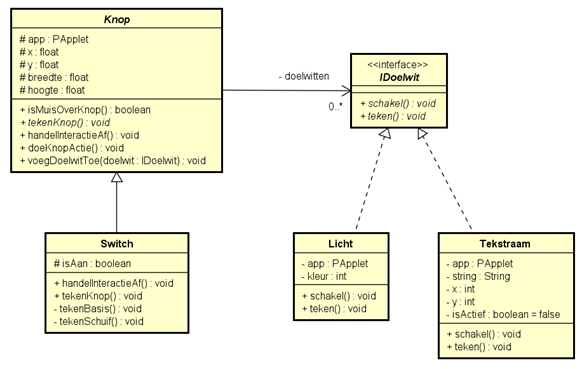 Knop
# app : PApplet
# x : float
# y : float
# breedte : float
# hoogte : float
+ isMuisOverKnop() : boolean
+ tekenKnop() : void
+ handelInteractieAf() : void
+ doeKnopActie() : void
+ voegDoelwitToe(doelwit : IDoelwit) : void
- doelwitten
0..*
<<interface>>
IDoelwit
+ schakel() : void
+ teken() : void
Switch
# isAan : boolean
+ handelInteractieAf() : void
+ tekenKnop() : void
- tekenBasis() : void
- tekenSchuif() : void
Licht
- app : PApplet
- kleur : int
+ schakel() : void
+ teken() : void
Tekstraam
- app : PApplet
- string : String
- x : int
- y : int
- isActief : boolean = false
+ schakel() : void
+ teken() : void